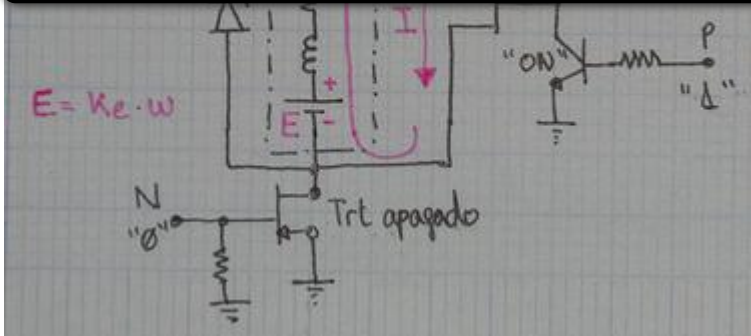 I
P
"ON"
"1"
+
E = Ke · w
E -
N
"0"
Trt apagado